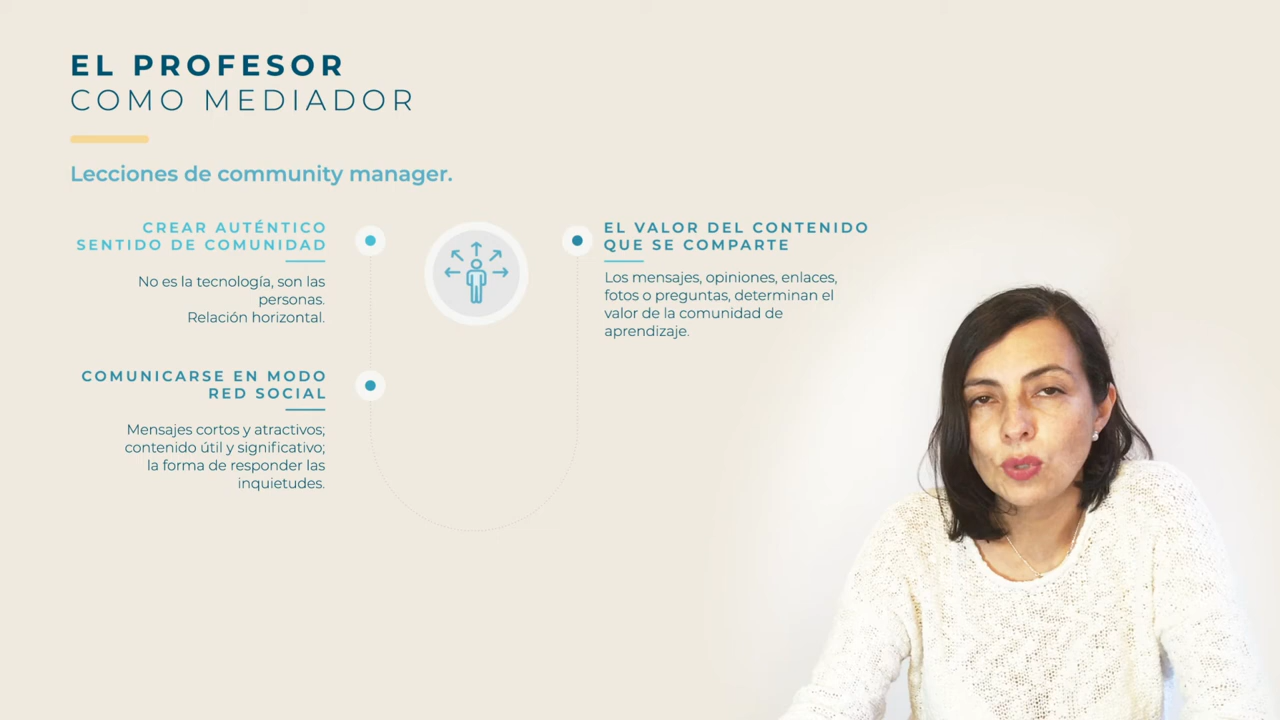 EL PROFESOR
COMO MEDIADOR
Lecciones de community manager.
CREAR AUTÉNTICO
SENTIDO DE COMUNIDAD
No es la tecnología, son las
personas.
Relación horizontal.
COMUNICARSE EN MODO
RED SOCIAL
Mensajes cortos y atractivos;
contenido útil y significativo;
la forma de responder las
inquietudes.
EL VALOR DEL CONTENIDO
QUE SE COMPARTE
Los mensajes, opiniones, enlaces,
fotos o preguntas, determinan el
valor de la comunidad de
aprendizaje.